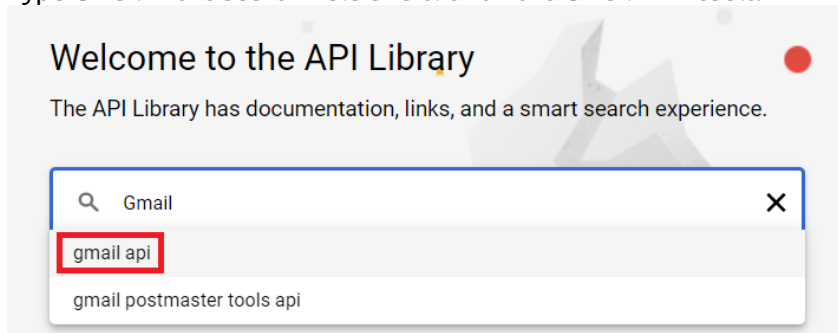 Welcome to the API Library
The API Library has documentation, links, and a smart search experience.
Gmail
gmail api
gmail postmaster tools api